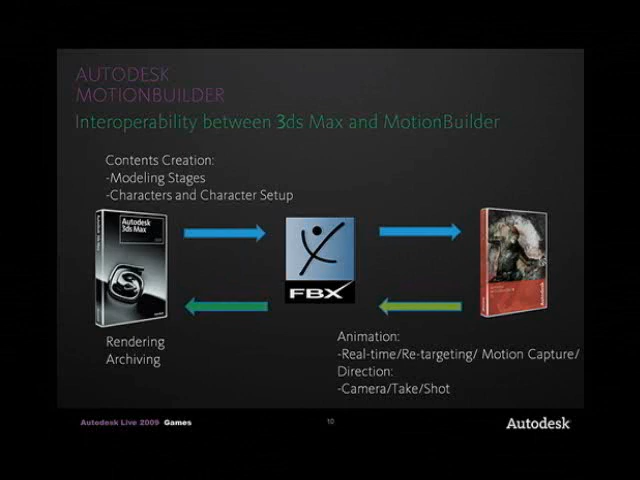 AUTODESK
MOTIONBUILDER
Interoperability between 3ds Max and MotionBuilder
Contents Creation:
-Modeling Stages
-Characters and Character Setup
Autodesk
3ds Max
FBX
Autodesk
Rendering
Archiving
Animation:
-Real-time/Re-targeting/ Motion Capture/
Direction:
-Camera/Take/Shot
Autodesk Live 2009 Games
10
Autodesk